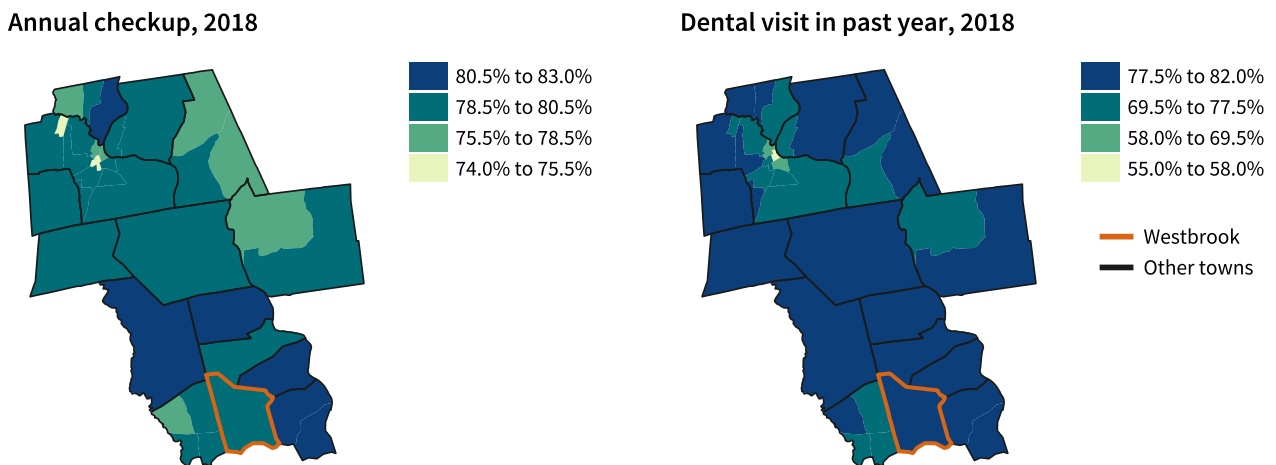 Annual checkup, 2018
80.5% to 83.0%
78.5% to 80.5%
75.5% to 78.5%
74.0% to 75.5%
Dental visit in past year, 2018
77.5% to 82.0%
69.5% to 77.5%
58.0% to 69.5%
55.0% to 58.0%
Westbrook
Other towns